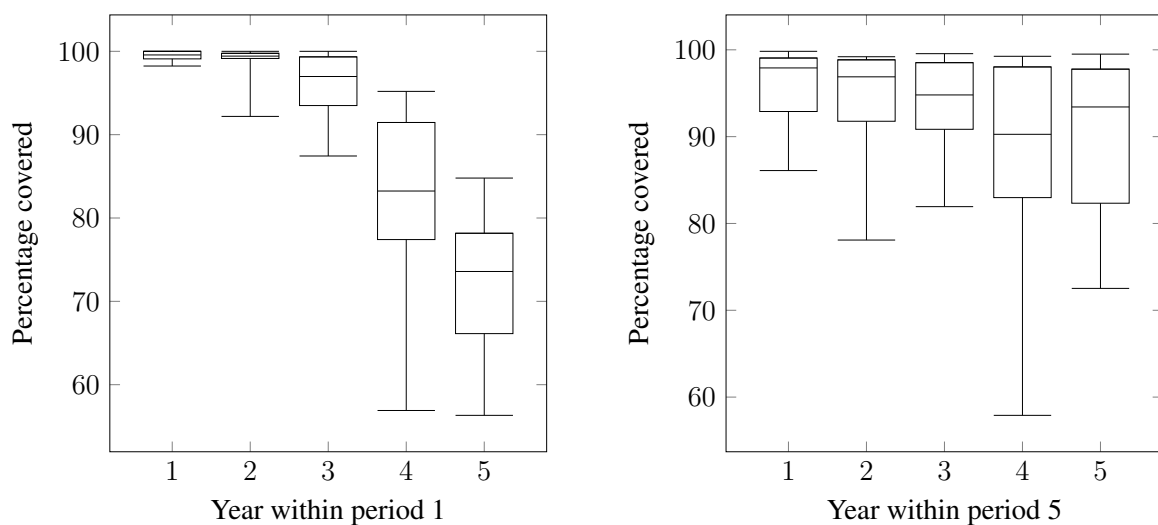 100
90
80
70
60
Percentage covered
1 2 3 4 5
Year within period 1
100
90
80
70
60
Percentage covered
1 2 3 4 5
Year within period 5